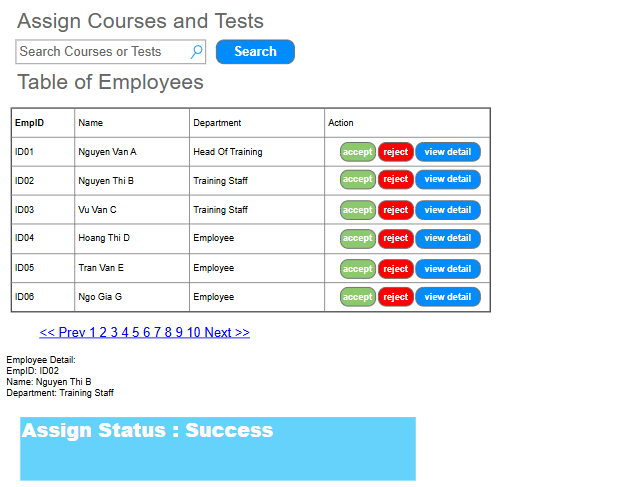 Assign Courses and Tests
Search Courses or Tests Search
Table of Employees
EmpID Name Department Action
ID01 Nguyen Van A Head Of Training accept reject view detail
ID02 Nguyen Thi B Training Staff accept reject view detail
ID03 Vu Van C Training Staff accept reject view detail
ID04 Hoang Thi D Employee accept reject view detail
ID05 Tran Van E Employee accept reject view detail
ID06 Ngo Gia G Employee accept reject view detail
<< Prev 1 2 3 4 5 6 7 8 9 10 Next >>
Employee Detail:
EmpID: ID02
Name: Nguyen Thi B
Department: Training Staff
Assign Status : Success